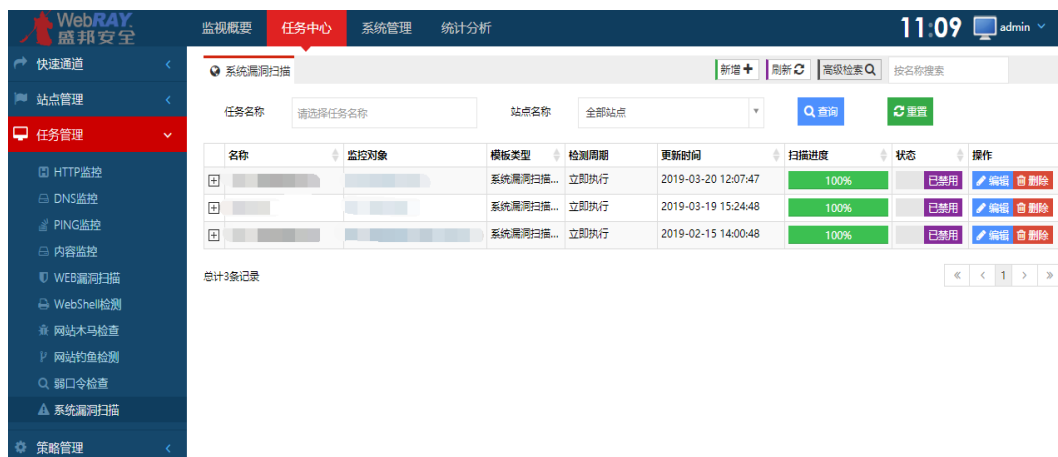 WebRAY.
盛邦安全
监视概要 任务中心 系统管理 统计分析
11:09 admin
快速通道
站点管理
任务管理
HTTP监控
DNS监控
PING监控
内容监控
WEB漏洞扫描
WebShell检测
网站木马检查
网站钓鱼检测
弱口令检查
系统漏洞扫描
策略管理
系统漏洞扫描 新增 刷新 高级检索 按名称搜索
任务名称 请选择任务名称 站点名称 全部站点 查询 重置
名称 监控对象 模板类型 检测周期 更新时间 扫描进度 状态 操作
系统漏洞扫描... 立即执行 2019-03-20 12:07:47 100% 已禁用 编辑 删除
系统漏洞扫描... 立即执行 2019-03-19 15:24:48 100% 已禁用 编辑 删除
系统漏洞扫描... 立即执行 2019-02-15 14:00:48 100% 已禁用 编辑 删除
总计3条记录 « < 1 > »